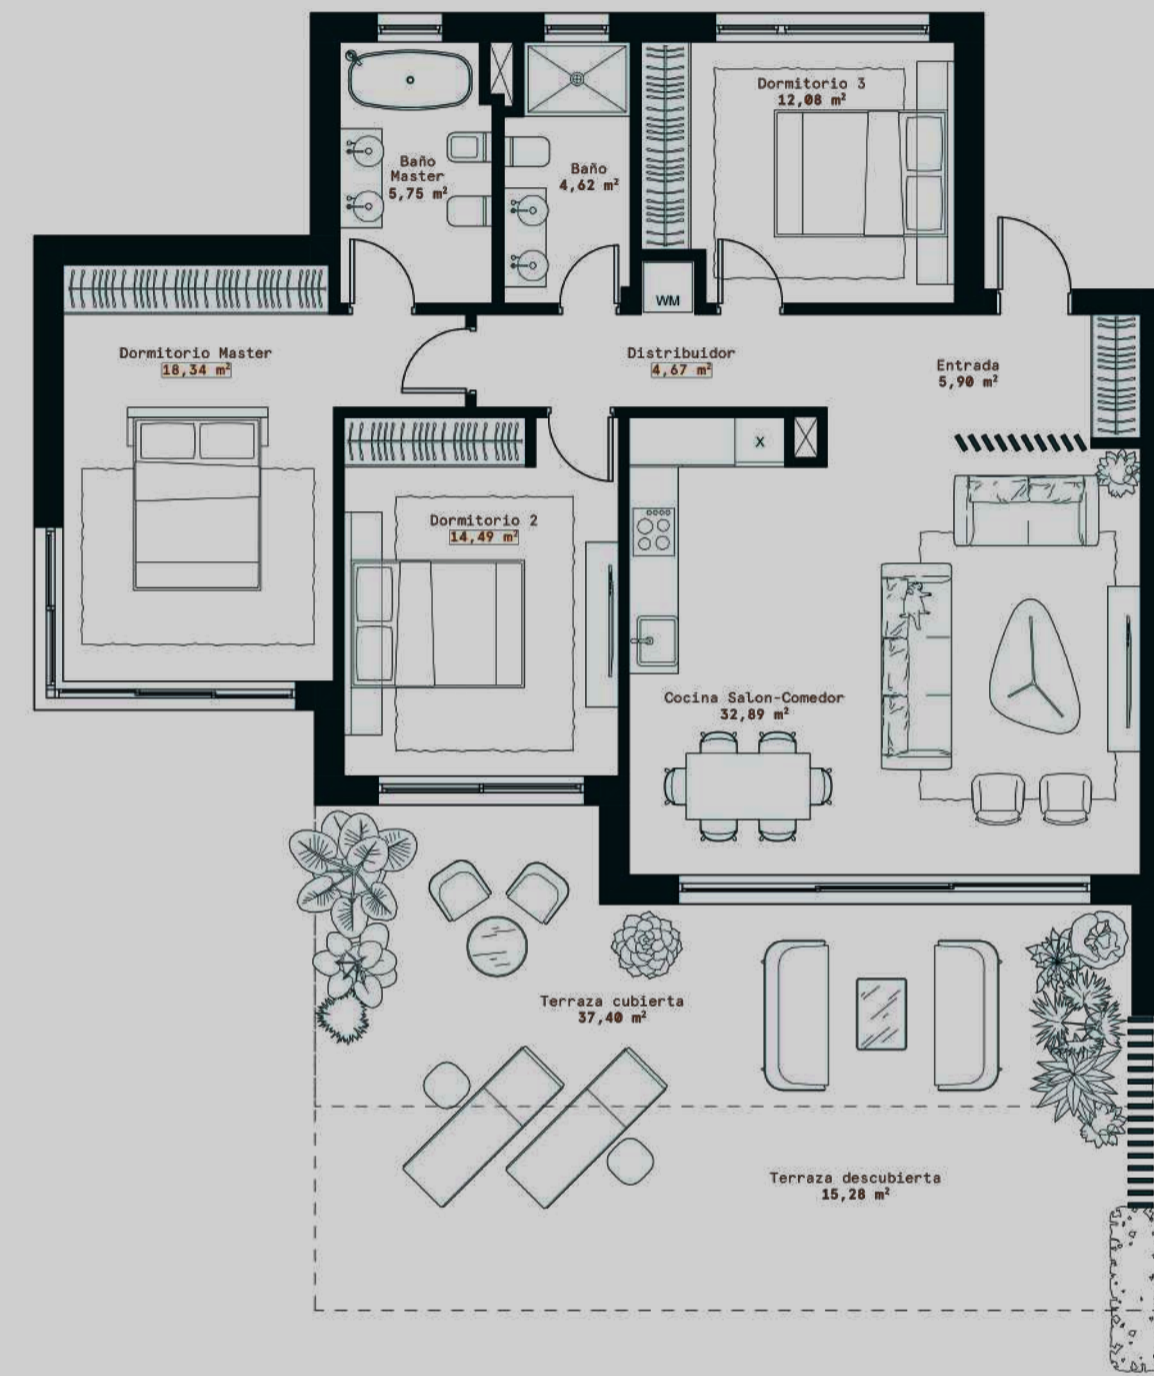 Dormitorio 3
12,08 m²
Baño
Master
5,75 m²
Baño
4,62 m²
WM
Dormitorio Master
18,34 m²
Distribuidor
4,67 m²
Entrada
5,90 m²
X
Dormitorio 2
14,49 m²
Cocina Salon-Comedor
32,89 m²
Terraza cubierta
37,40 m²
Terraza descubierta
15,28 m²